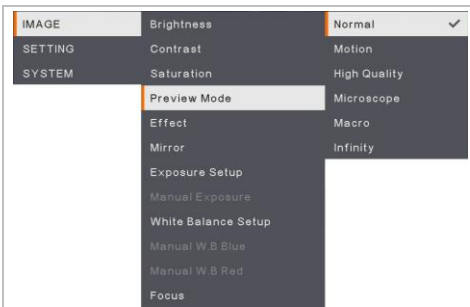 IMAGE
SETTING
SYSTEM
Brightness
Contrast
Saturation
Preview Mode
Effect
Mirror
Exposure Setup
Manual Exposure
White Balance Setup
Manual W.B Blue
Manual W.B Red
Focus
Normal
Motion
High Quality
Microscope
Macro
Infinity